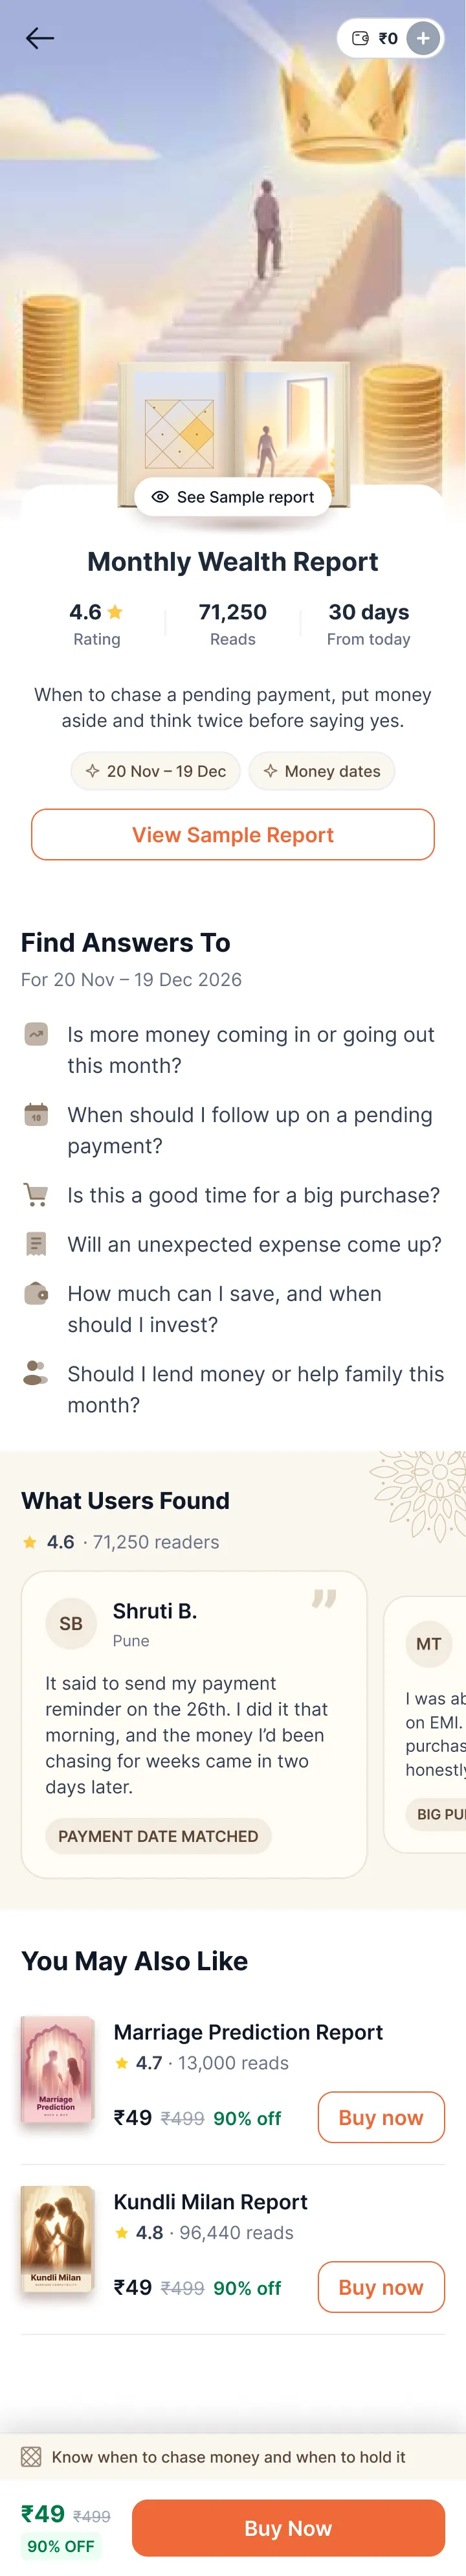 ₹0
See Sample report
Monthly Wealth Report
4.6
71,250
30 days
Rating
Reads
From today
When to chase a pending payment, put money
aside and think twice before saying yes.
20 Nov – 19 Dec
Money dates
View Sample Report
Find Answers To
For 20 Nov – 19 Dec 2026
Is more money coming in or going out
this month?
When should I follow up on a pending
payment?
Is this a good time for a big purchase?
Will an unexpected expense come up?
How much can I save, and when
should I invest?
Should I lend money or help family this
month?
What Users Found
4.6 · 71,250 readers
SB
Shruti B.
Pune
It said to send my payment
reminder on the 26th. I did it that
morning, and the money I’d been
chasing for weeks came in two
days later.
PAYMENT DATE MATCHED
MT
I was ab
on EMI.
purchas
honestly
BIG PU
You May Also Like
Marriage
Prediction
Marriage Prediction Report
4.7 · 13,000 reads
₹49 ₹499 90% off
Buy now
Kundli Milan
Kundli Milan Report
4.8 · 96,440 reads
₹49 ₹499 90% off
Buy now
Know when to chase money and when to hold it
₹49 ₹499
90% OFF
Buy Now